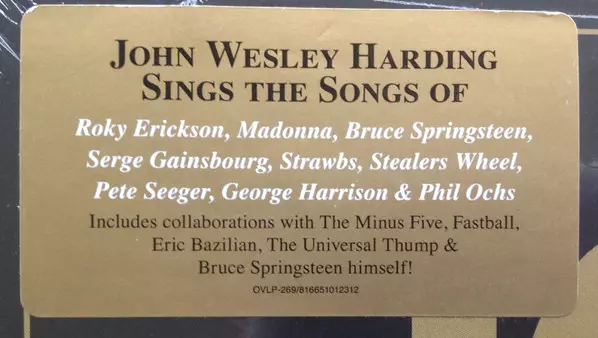 JOHN WESLEY HARDING
SINGS THE SONGS OF
Roky Erickson, Madonna, Bruce Springsteen,
Serge Gainsbourg, Strawbs, Stealers Wheel,
Pete Seeger, George Harrison & Phil Ochs
Includes collaborations with The Minus Five, Fastball,
Eric Bazilian, The Universal Thump &
Bruce Springsteen himself!
OVLP-269/816651012312